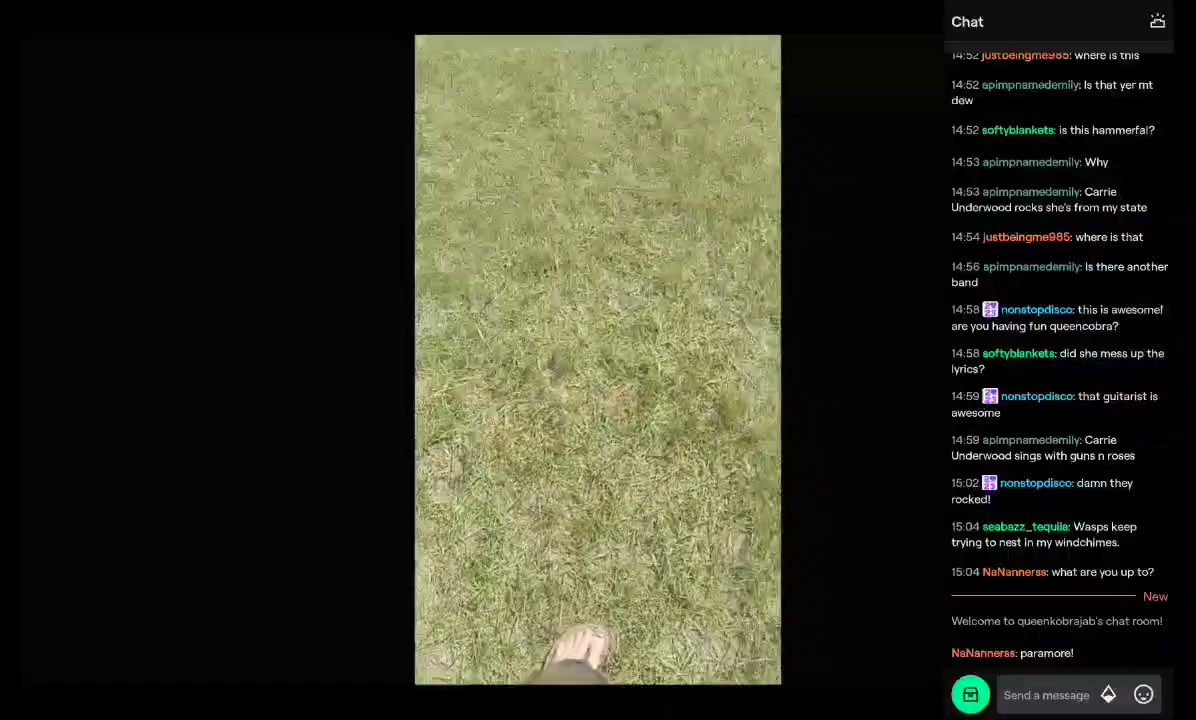 Chat
14:52 justbeingme985: where is this
14:52 apimpnamedemily: Is that yer mt
dew
14:52 softyblankets: is this hammerfal?
14:53 apimpnamedemily: Why
14:53 apimpnamedemily: Carrie
Underwood rocks she's from my state
14:54 justbeingme985: where is that
14:56 apimpnamedemily: Is there another
band
14:58 nonstopdisco: this is awesome!
are you having fun queencobra?
14:58 softyblankets: did she mess up the
lyrics?
14:59 nonstopdisco: that guitarist is
awesome
14:59 apimpnamedemily: Carrie
Underwood sings with guns n roses
15:02 nonstopdisco: damn they
rocked!
15:04 seabazz_tequila: Wasps keep
trying to nest in my windchimes.
15:04 NaNannerss: what are you up to?
New
Welcome to queenkobrajab's chat room!
NaNannerss: paramore!
Send a message